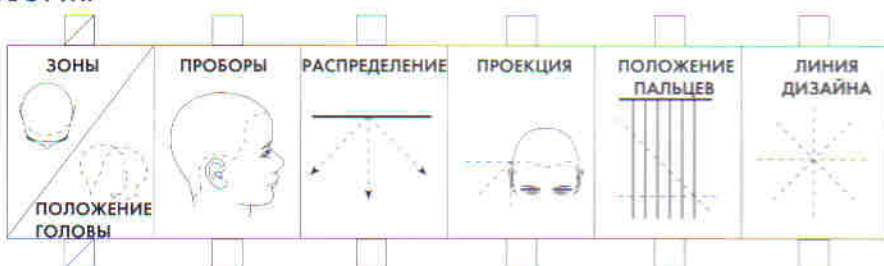 ЗОНЫ
ПОЛОЖЕНИЕ
ГОЛОВЫ
ПРОБОРЫ
РАСПРЕДЕЛЕНИЕ
ПРОЕКЦИЯ
ПОЛОЖЕНИЕ
ПАЛЬЦЕВ
ЛИНИЯ
ДИЗАЙНА